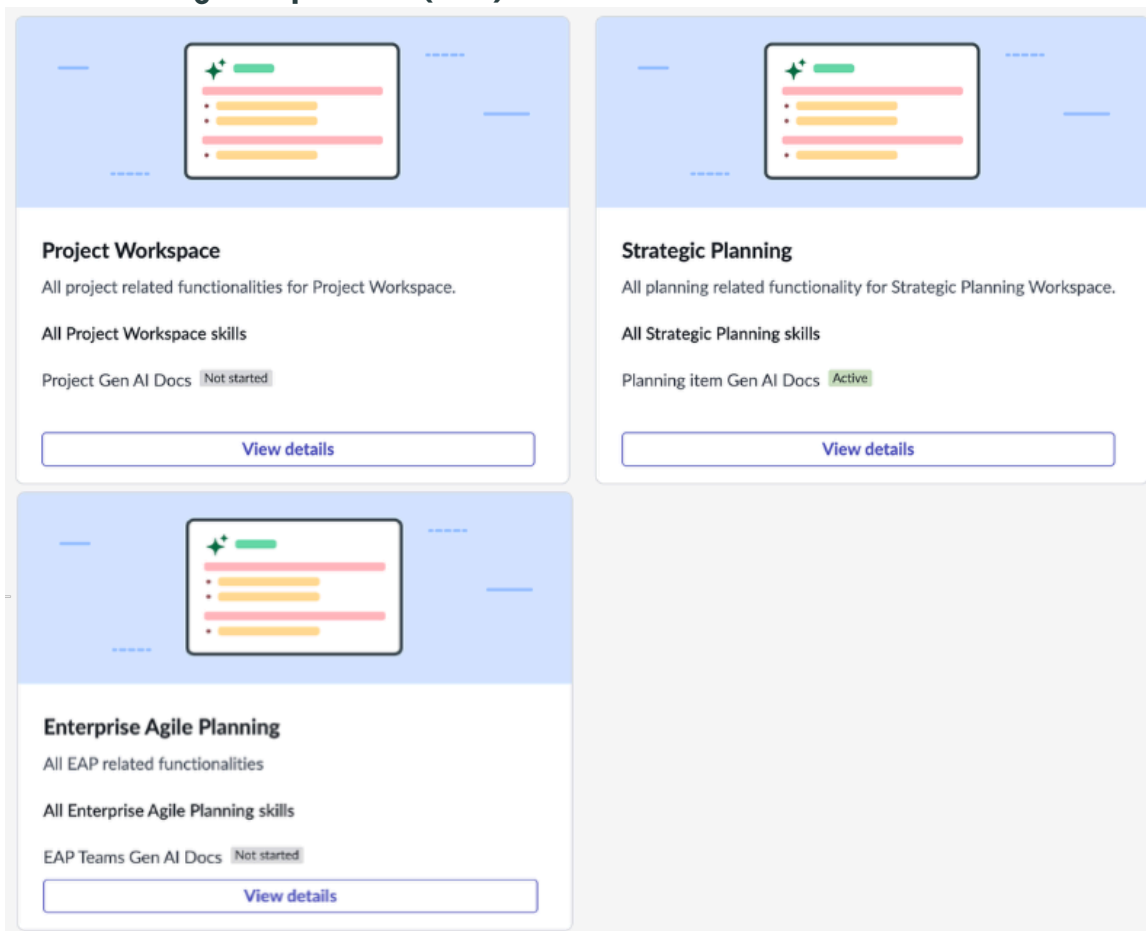 Project Workspace
All project related functionalities for Project Workspace.
All Project Workspace skills
Project Gen AI Docs Not started
View details
Strategic Planning
All planning related functionality for Strategic Planning Workspace.
All Strategic Planning skills
Planning item Gen AI Docs Active
View details
Enterprise Agile Planning
All EAP related functionalities
All Enterprise Agile Planning skills
EAP Teams Gen AI Docs Not started
View details